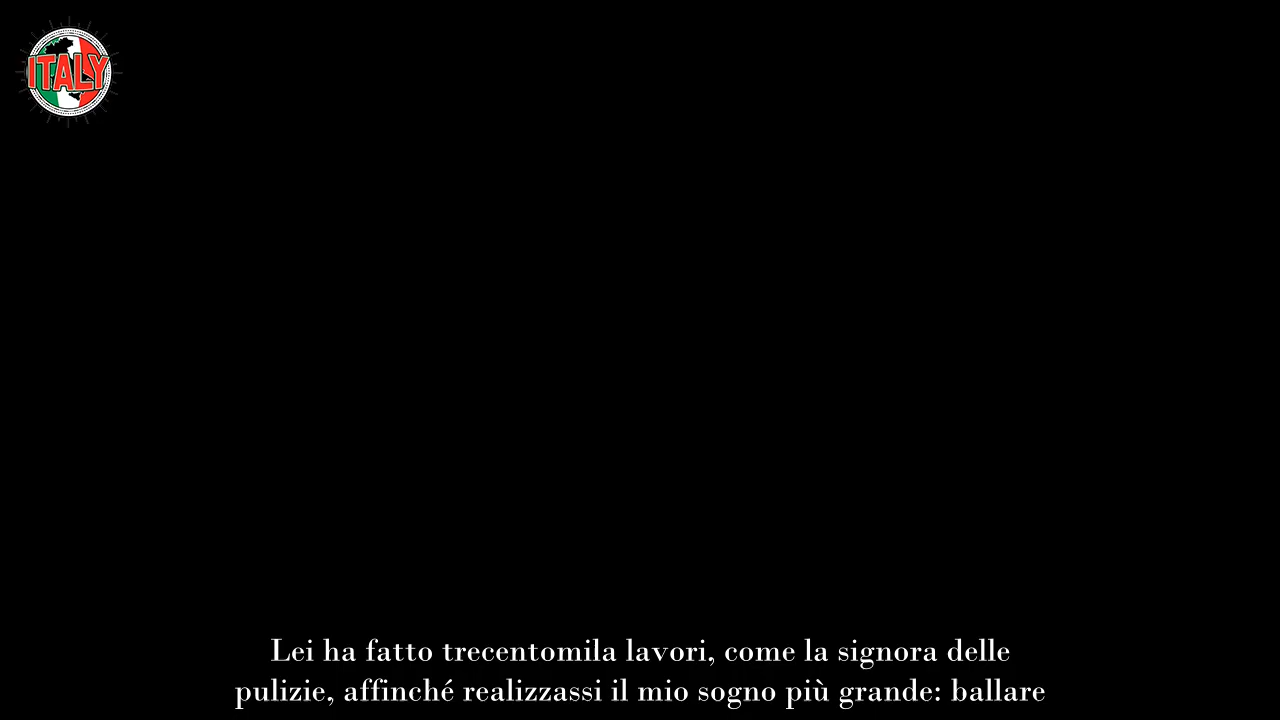 ITALY
Lei ha fatto trecentomila lavori, come la signora delle
pulizie, affinché realizzassi il mio sogno più grande: ballare